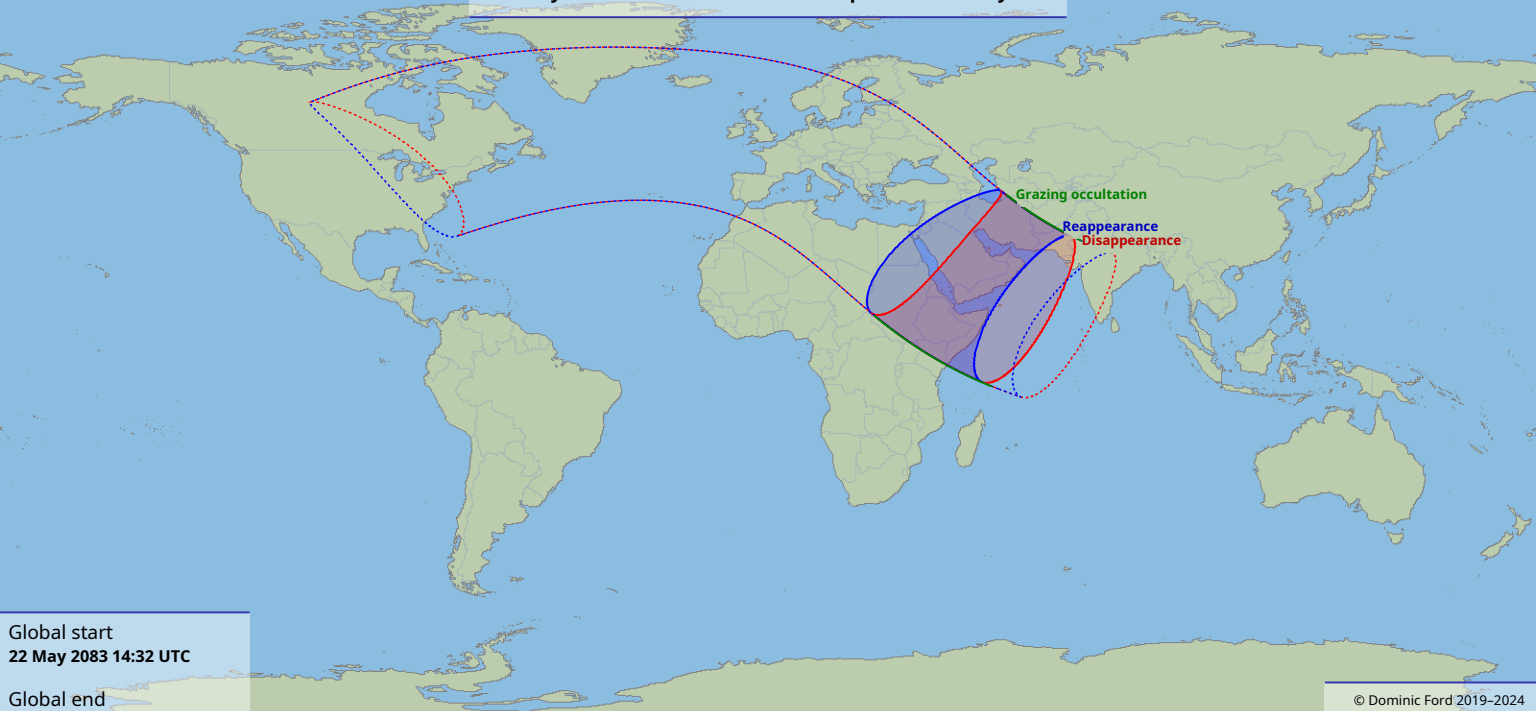 Grazing occultation
Reappearance
Disappearance
Global start
22 May 2083 14:32 UTC
Global end
© Dominic Ford 2019–2024